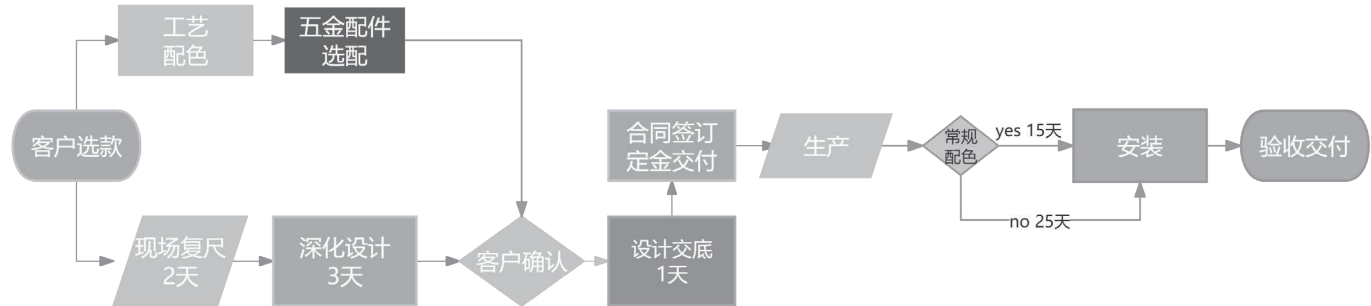 工艺
配色
五金配件
选配
客户选款
现场复尺
2天
深化设计
3天
客户确认
设计交底
1天
合同签订
定金交付
生产
常规
配色
yes 15天
no 25天
安装
验收交付